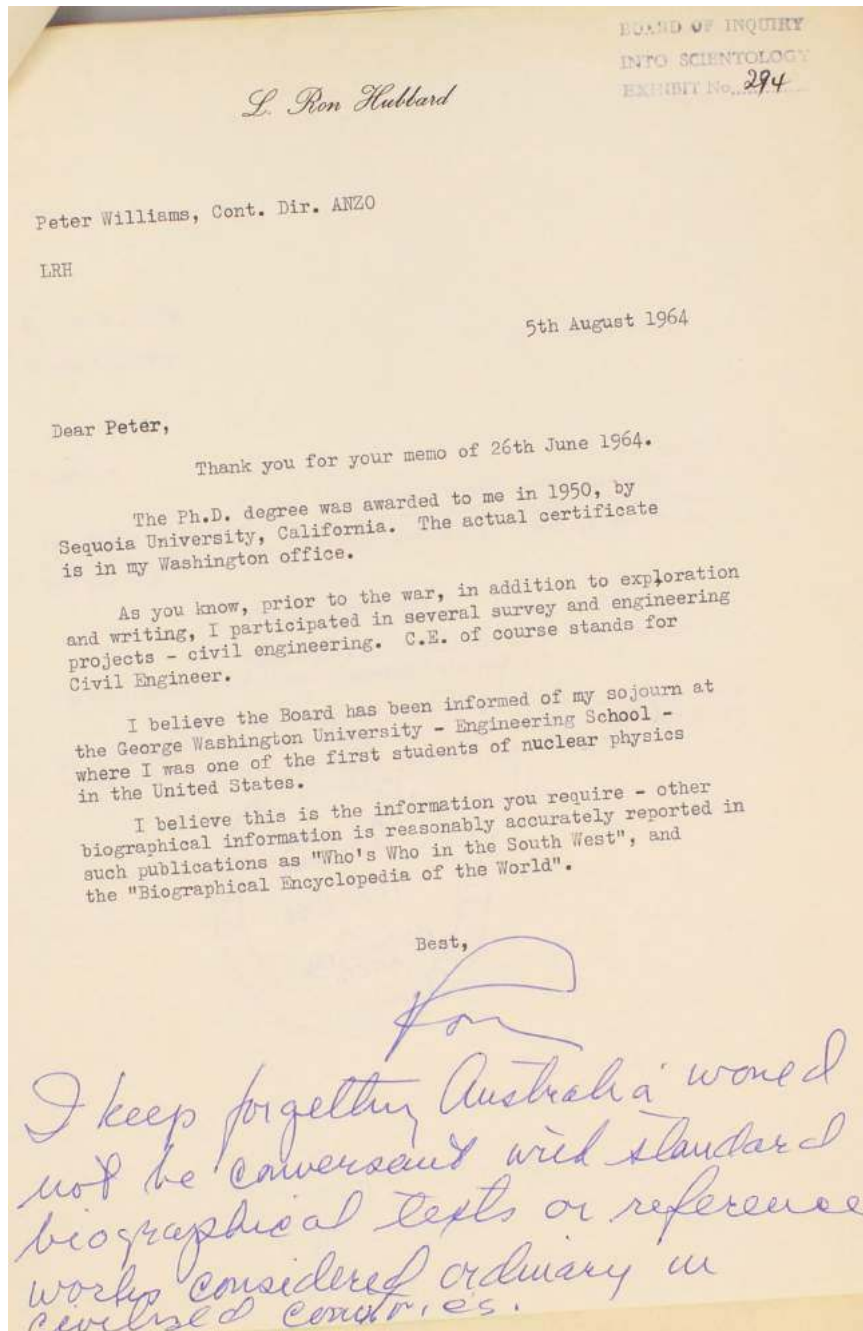 BOARD OF INQUIRY
INTO SCIENTOLOGY
EXHIBIT No. 294
L. Ron Hubbard
Peter Williams, Cont. Dir. ANZO
LRH
5th August 1964
Dear Peter,
Thank you for your memo of 26th June 1964.
The Ph.D. degree was awarded to me in 1950, by
Sequoia University, California. The actual certificate
is in my Washington office.
As you know, prior to the war, in addition to exploration
and writing, I participated in several survey and engineering
projects - civil engineering. C.E. of course stands for
Civil Engineer.
I believe the Board has been informed of my sojourn at
the George Washington University - Engineering School -
where I was one of the first students of nuclear physics
in the United States.
I believe this is the information you require - other
biographical information is reasonably accurately reported in
such publications as "Who's Who in the South West", and
the "Biographical Encyclopedia of the World".
Best,
Ron
I keep forgetting Australia would
not be conversant with standard
biographical texts or reference
works considered ordinary in
civilized countries.